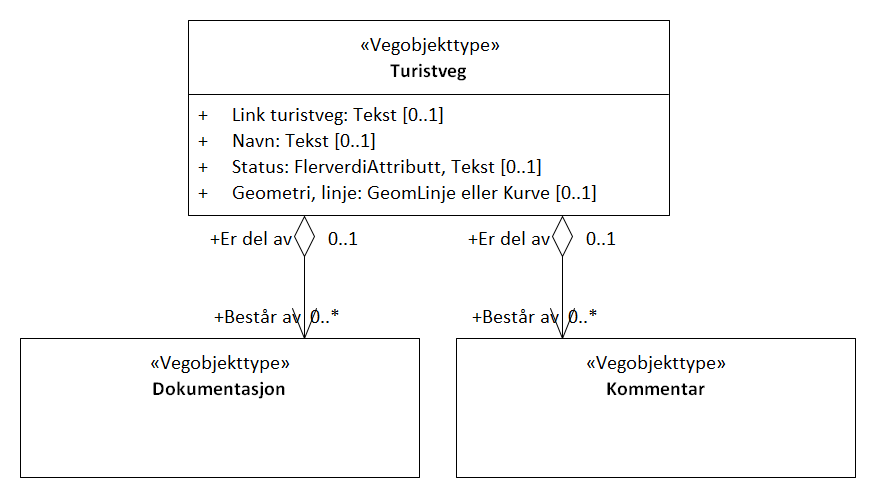 «Vegobjekttype»
Turistveg
+ Link turistveg: Tekst [0..1]
+ Navn: Tekst [0..1]
+ Status: FlerverdiAttributt, Tekst [0..1]
+ Geometri, linje: GeomLinje eller Kurve [0..1]
+Er del av 0..1 +Er del av 0..1
+Består av 0..* +Består av 0..*
«Vegobjekttype» «Vegobjekttype»
Dokumentasjon Kommentar